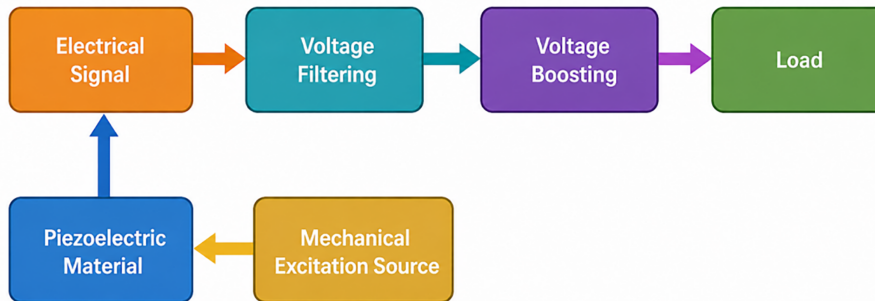 Electrical
Signal
Voltage
Filtering
Voltage
Boosting
Load
Piezoelectric
Material
Mechanical
Excitation Source